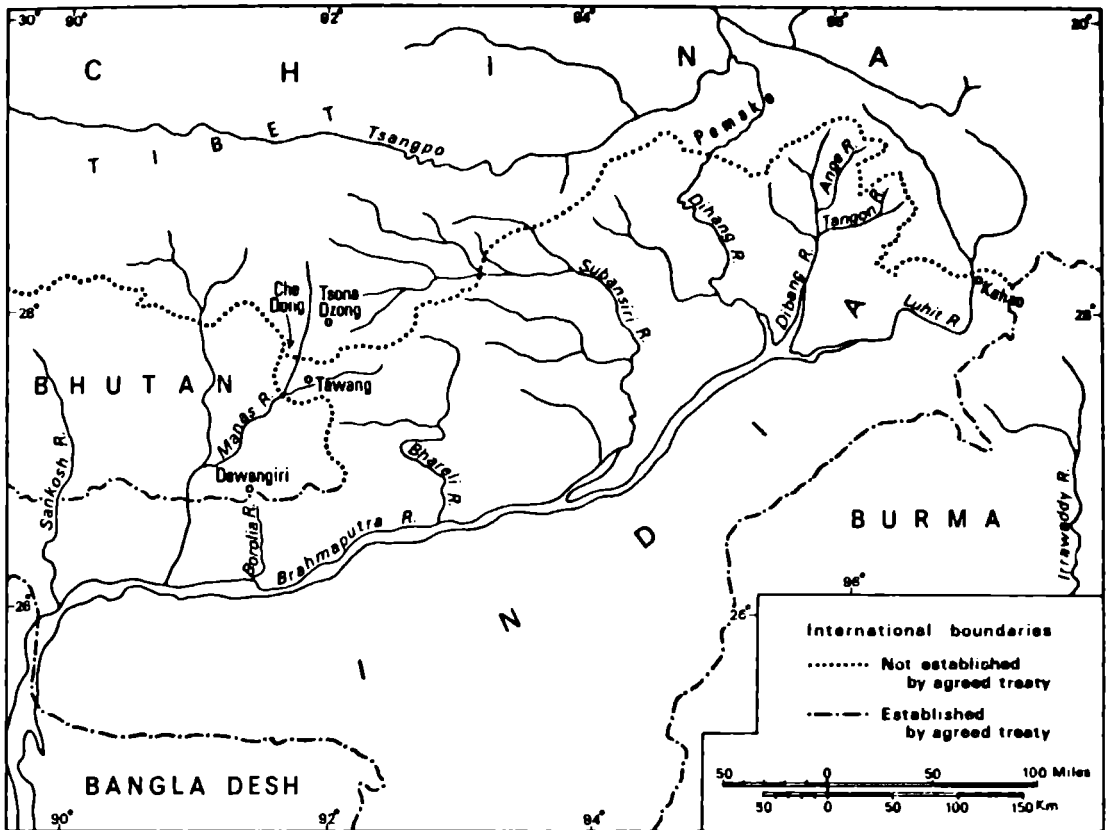 30° 90° 92° 94° 96° 30°
C H I N A
T I B E T
Tsangpo
Pemako
Dihang R.
Ange R.
Tangon R.
Dibang R.
Luhit R.
Kahao
Subansiri R.
28°
28°
Che Dong
Tsona Dzong
Tawang
BHUTAN
Manas R.
Dewangiri
Sankosh R.
Borolia R.
Bhareli R.
Brahmaputra R.
I N D I A
BURMA
Irrawaddy R.
26°
26°
96°
BANGLA DESH
90° 92° 94°
International boundaries
Not established
by agreed treaty
Established
by agreed treaty
50 0 50 100 Miles
50 0 50 100 150 Km